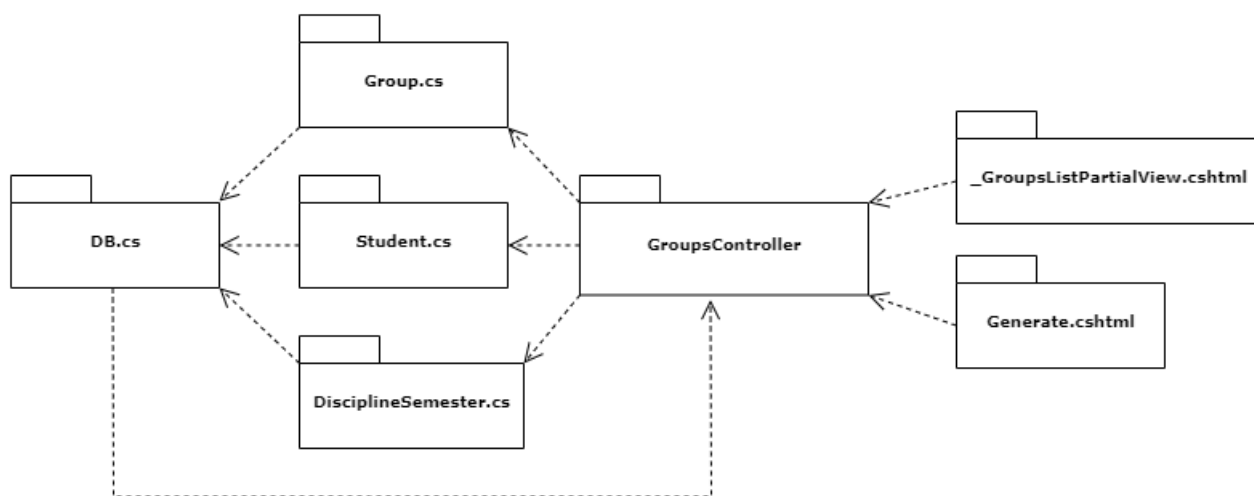 Group.cs
_GroupsListPartialView.cshtml
DB.cs
Student.cs
GroupsController
Generate.cshtml
DisciplineSemester.cs